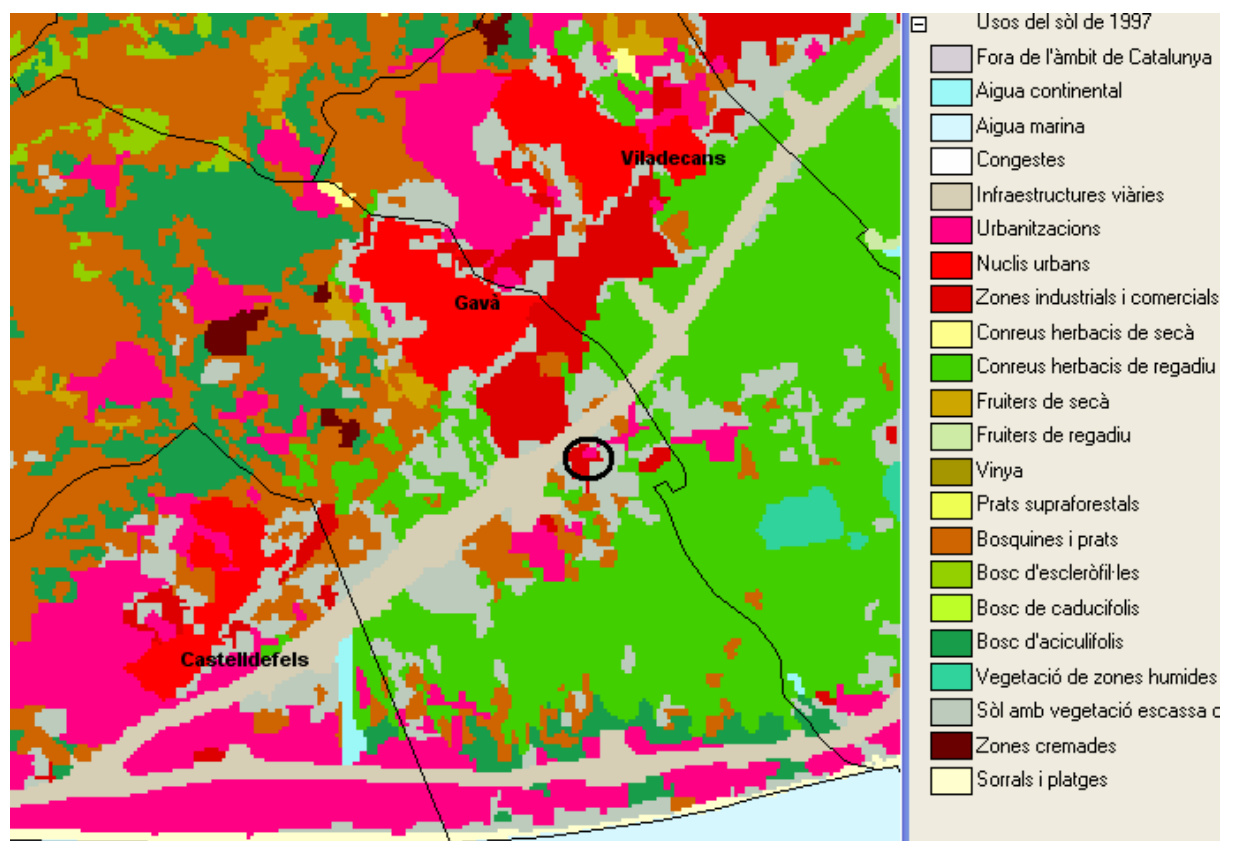 Usos del sòl de 1997
Fora de l'àmbit de Catalunya
Aigua continental
Aigua marina
Congestes
Infraestructures viàries
Urbanitzacions
Nuclis urbans
Zones industrials i comercials
Conreus herbacis de secà
Conreus herbacis de regadiu
Fruiters de secà
Fruiters de regadiu
Vinya
Prats supraforestals
Bosquines i prats
Bosc d'escleròfil·les
Bosc de caducifolis
Bosc d'aciculifolis
Vegetació de zones humides
Sòl amb vegetació escassa o
Zones cremades
Sorrals i platges
Viladecans
Gavà
Castelldefels